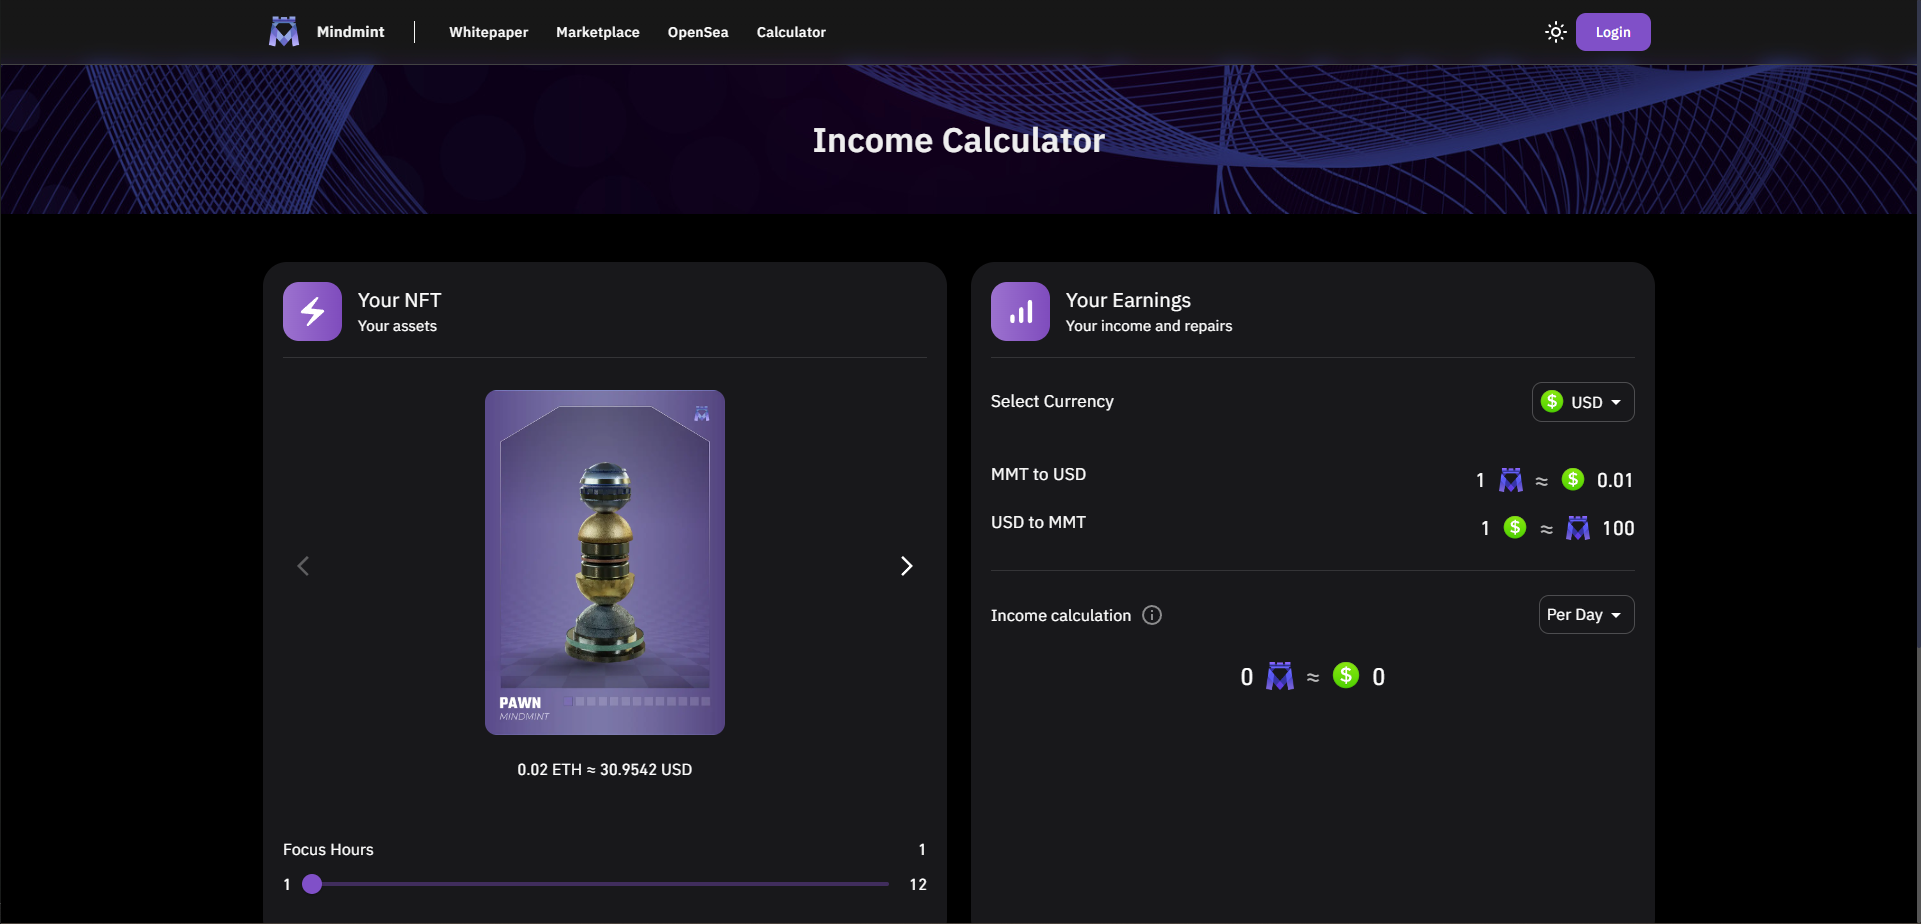 Mindmint
Whitepaper
Marketplace
OpenSea
Calculator
Login
Income Calculator
Your NFT
Your assets
PAWN
MINDMINT
0.02 ETH ≈ 30.9542 USD
Focus Hours 1
1 12
Your Earnings
Your income and repairs
Select Currency $ USD
MMT to USD 1 ≈ $ 0.01
USD to MMT 1 $ ≈ 100
Income calculation i Per Day
0 ≈ $ 0